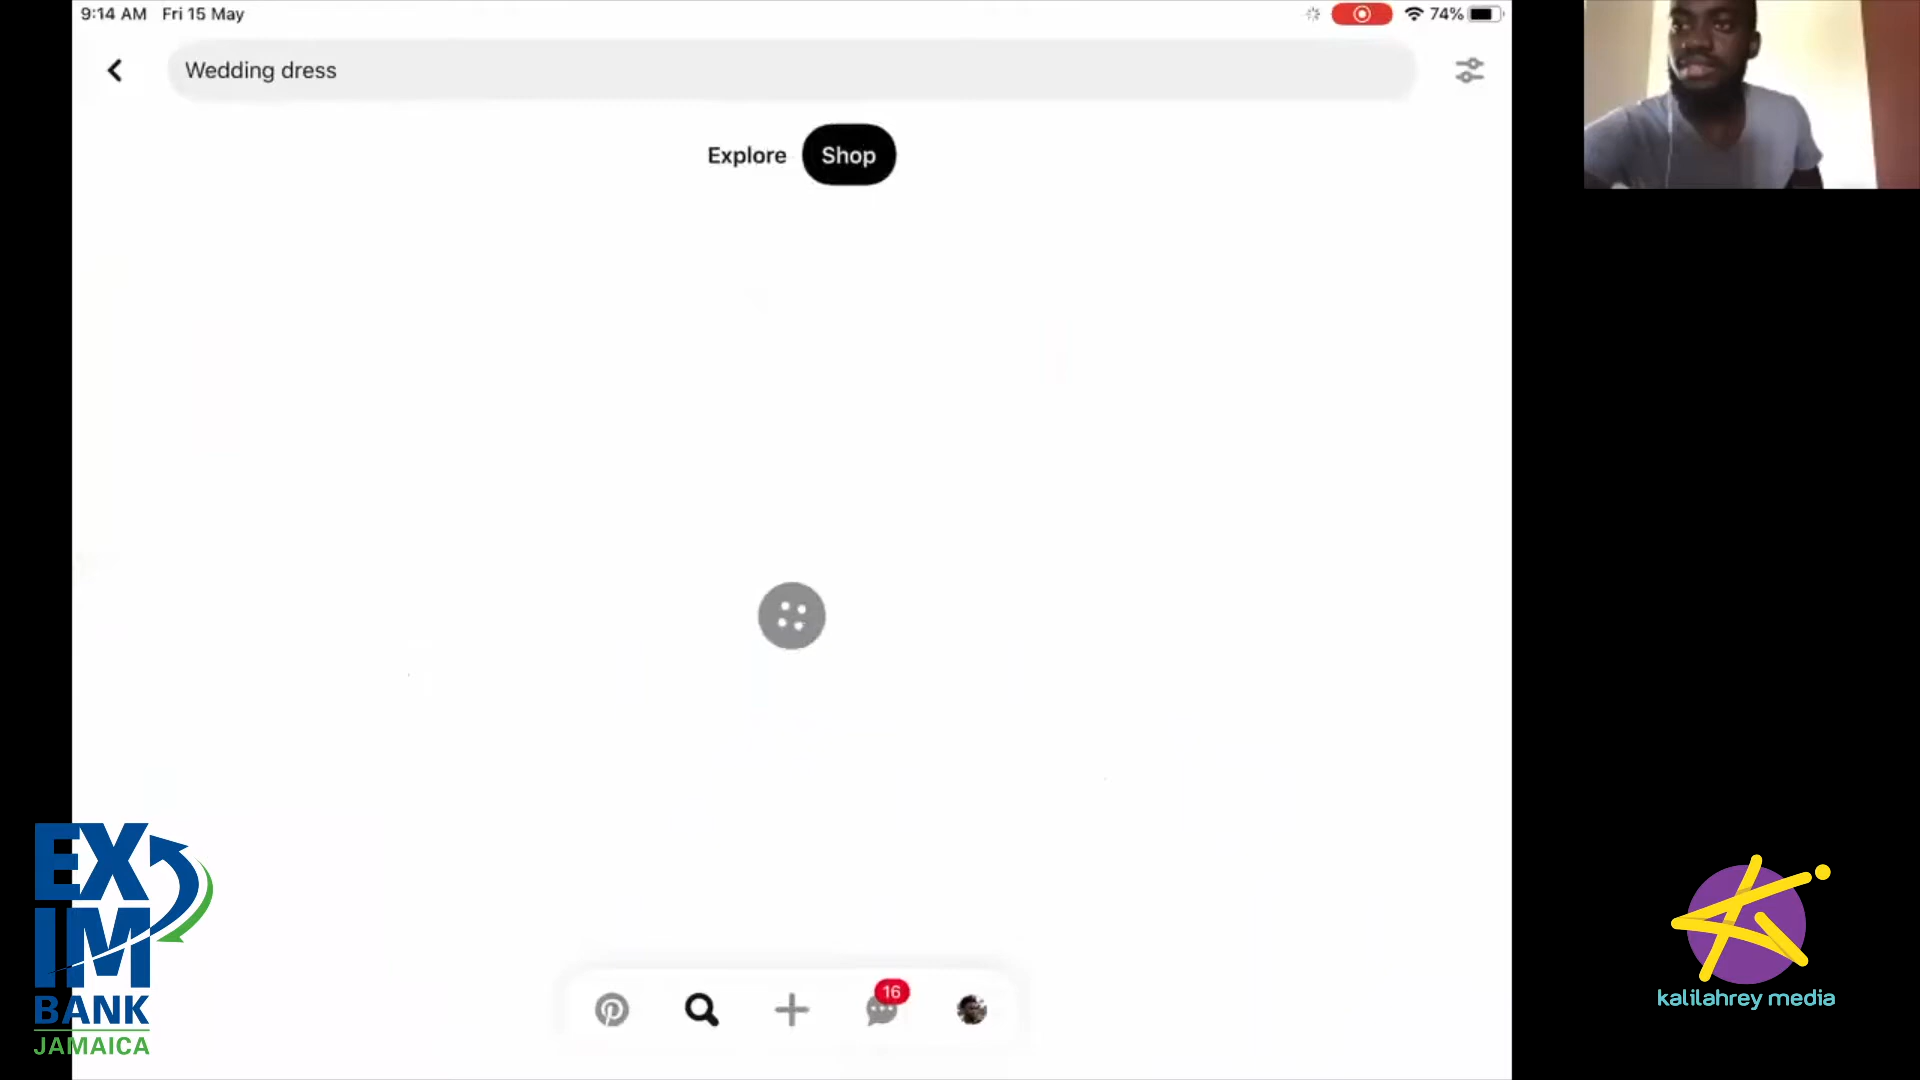 9:14 AM Fri 15 May
74%
Wedding dress
Explore Shop
16
EX
IM
BANK
JAMAICA
kalilahrey media